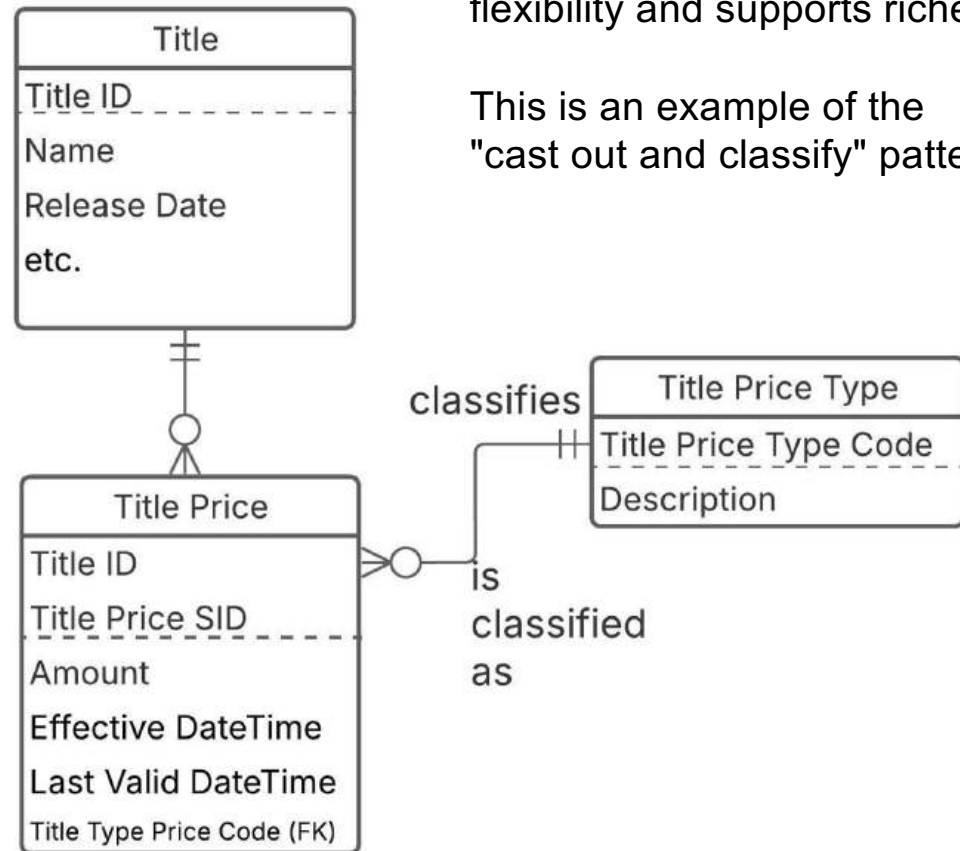 flexibility and supports
This is an example of the
"cast out and classify"
Title
Title ID
Name
Release Date
etc.
classifies
Title Price Type
Title Price Type Code
Description
Title Price
Title ID
Title Price SID
Amount
Effective DateTime
Last Valid DateTime
Title Type Price Code (FK)
is
classified
as